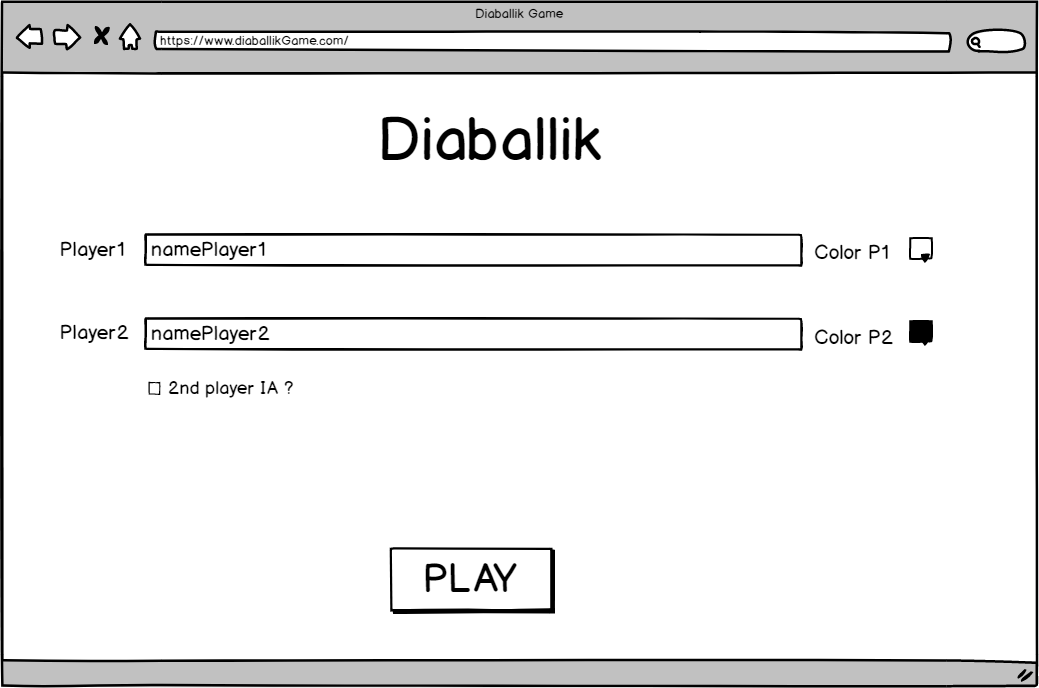 Diaballik Game
https://www.diaballikGame.com/
Diaballik
Player1 namePlayer1 Color P1
Player2 namePlayer2 Color P2
2nd player IA ?
PLAY